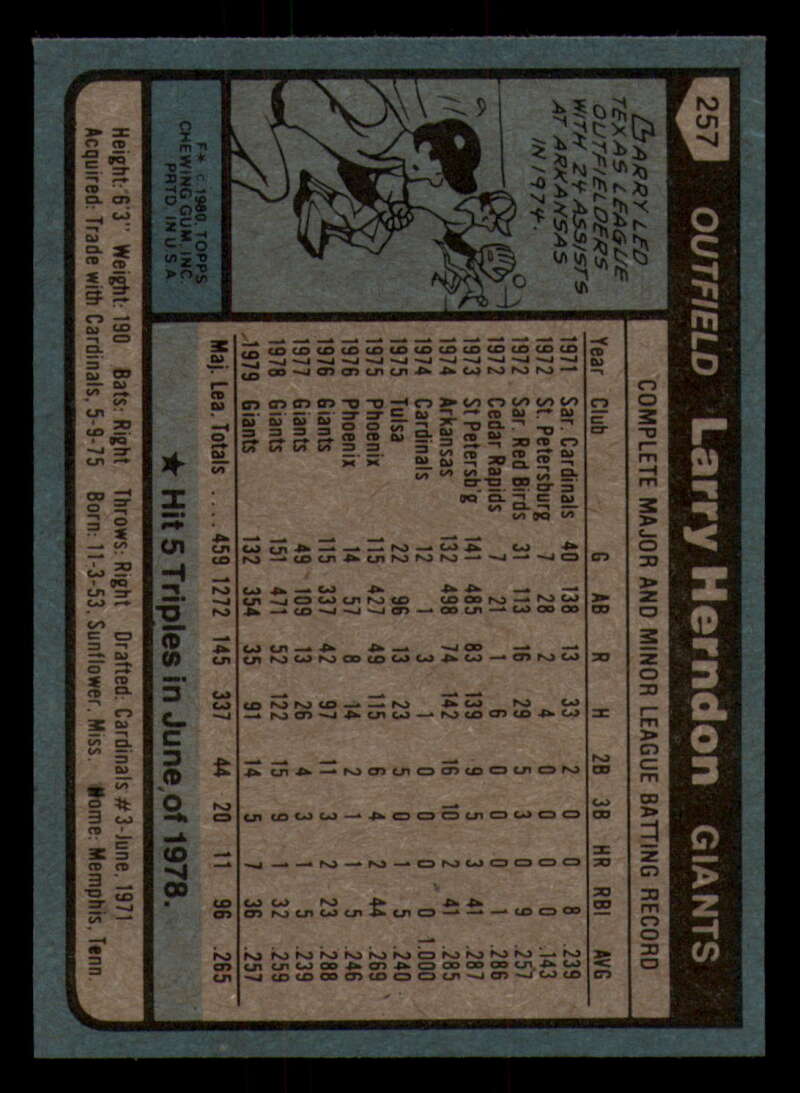 257 OUTFIELD Larry Herndon GIANTS
LARRY LED
TEXAS LEAGUE
OUTFIELDERS
WITH 24 ASSISTS
AT ARKANSAS
IN 1974.
F* © 1980 TOPPS
CHEWING GUM, INC.
PRTD. IN U.S.A.
COMPLETE MAJOR AND MINOR LEAGUE BATTING RECORD
Year Club G AB R H 2B 3B HR RBI AVG
1971 Sar. Cardinals 40 138 13 33 2 0 0 8 .239
1972 St. Petersburg 7 28 2 4 0 0 0 0 .143
1972 Sar. Red Birds 31 113 16 29 5 3 0 9 .257
1972 Cedar Rapids 7 21 1 6 0 0 0 1 .286
1973 St Petersb'g 141 485 83 139 9 5 3 41 .287
1974 Arkansas 132 498 74 142 16 10 2 41 .285
1974 Cardinals 12 1 3 1 0 0 0 0 1.000
1975 Tulsa 22 96 13 23 5 0 1 5 .240
1975 Phoenix 115 427 49 115 6 4 2 44 .269
1976 Phoenix 14 57 8 14 2 1 1 5 .246
1976 Giants 115 337 42 97 11 3 2 23 .288
1977 Giants 49 109 13 26 4 3 1 5 .239
1978 Giants 151 471 52 122 15 9 1 32 .259
1979 Giants 132 354 35 91 14 5 7 36 .257
Maj. Lea. Totals .... 459 1272 145 337 44 20 11 96 .265
★ Hit 5 Triples in June, of 1978.
Height: 6'3" Weight: 190 Bats: Right Throws: Right Drafted: Cardinals #3-June, 1971
Acquired: Trade with Cardinals, 5-9-75 Born: 11-3-53, Sunflower, Miss. Home: Memphis, Tenn.